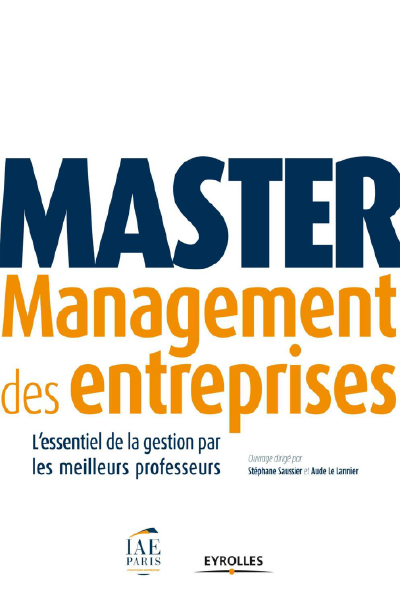 MASTER
Management
des entreprises
L'essentiel de la gestion par
les meilleurs professeurs
Ouvrage dirigé par
Stéphane Saussier et Aude Le Lannier
IAE
PARIS
EYROLLES